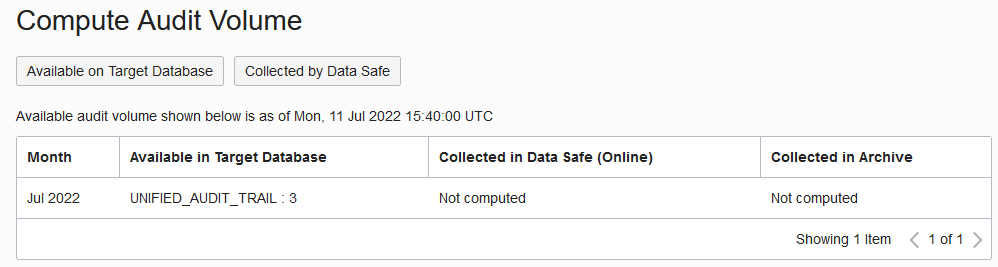 Compute Audit Volume
Available on Target Database Collected by Data Safe
Available audit volume shown below is as of Mon, 11 Jul 2022 15:40:00 UTC
Month Available in Target Database Collected in Data Safe (Online) Collected in Archive
Jul 2022 UNIFIED_AUDIT_TRAIL : 3 Not computed Not computed
Showing 1 Item 1 of 1